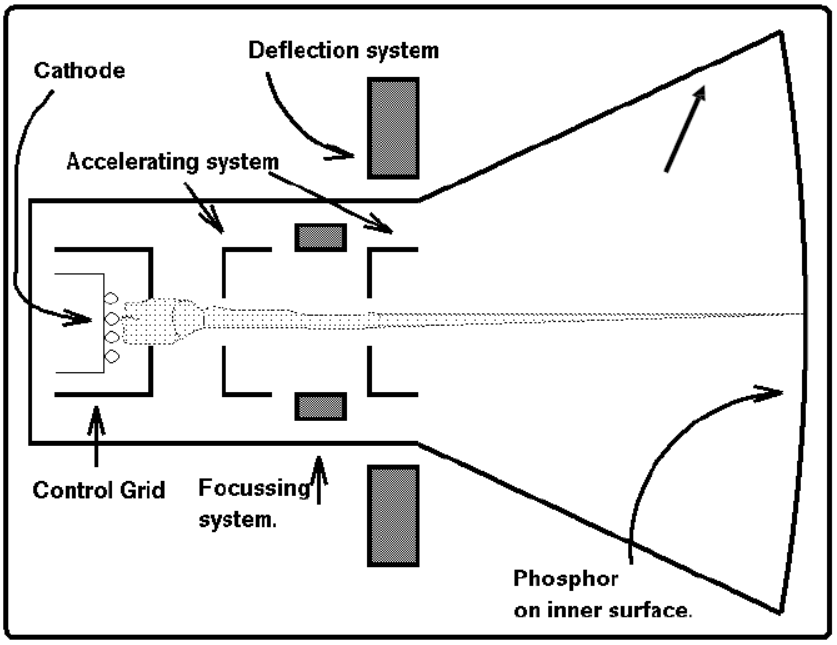 Deflection system
Cathode
Accelerating system
Control Grid
Focussing
system.
Phosphor
on inner surface.